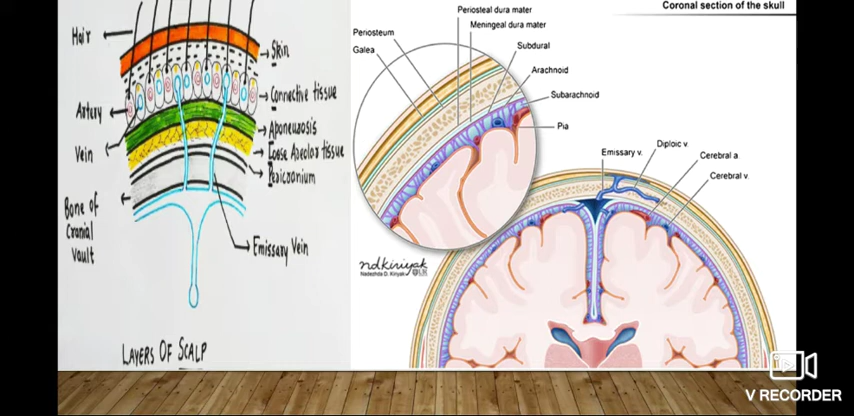 Hair
Skin
Connective tissue
Artery
Aponeurosis
Vein
Loose Areolar tissue
Pericranium
Bone of
Cranial
Vault
Emissary Vein
LAYERS OF SCALP
Coronal section of the skull
Periosteal dura mater
Meningeal dura mater
Periosteum
Galea
Subdural
Arachnoid
Subarachnoid
Pia
Emissary v.
Diploic v.
Cerebral a.
Cerebral v.
ndkiriyak
Nadezhda D. Kiriyak
V RECORDER